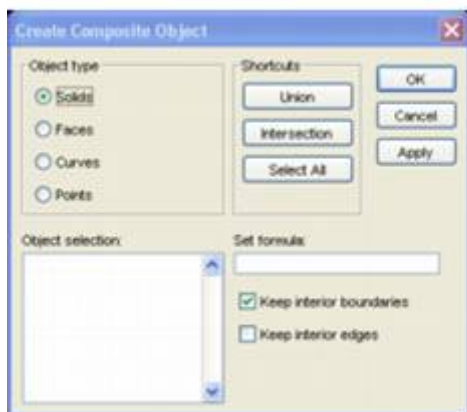 Create Composite Object
Object type
Solids
Faces
Curves
Points
Shortcuts
Union
Intersection
Select All
OK
Cancel
Apply
Object selection:
Set formula:
Keep interior boundaries
Keep interior edges